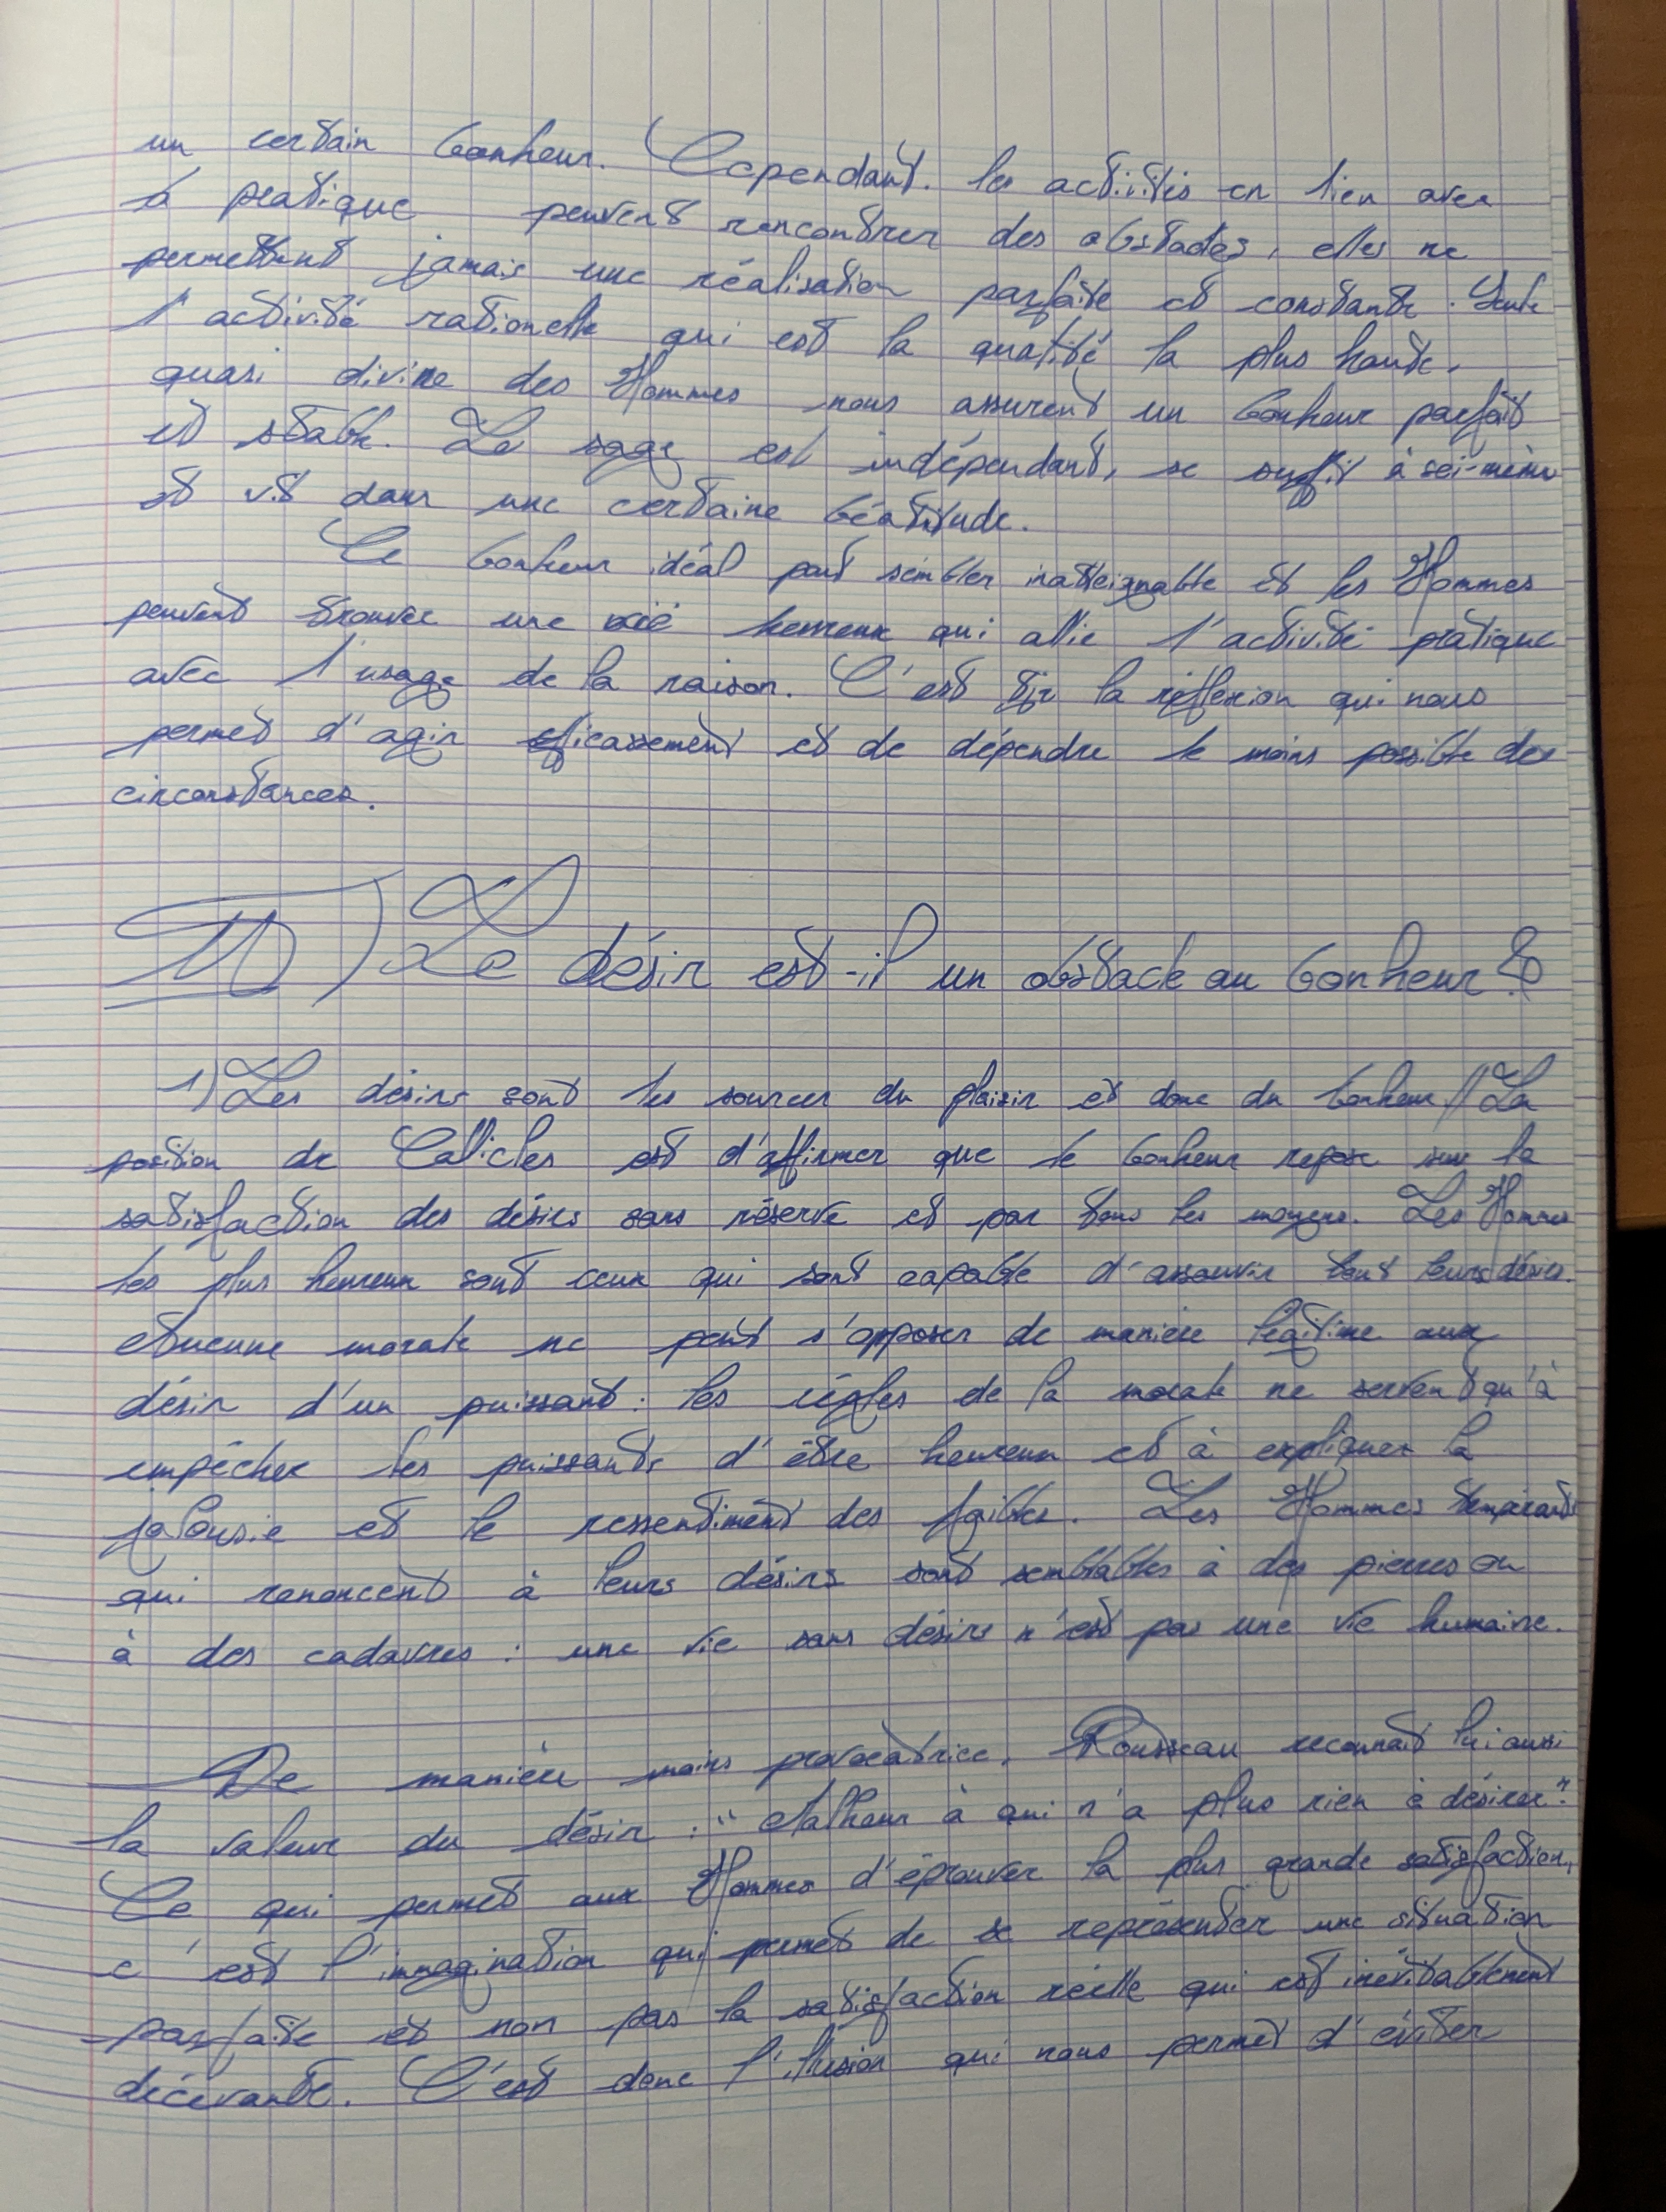 un certain bonheur. Cependant. les activités en lien avec
à pratique peuvent rencontrer des obstacles, elles ne
permettent jamais une réalisation parfaite et constante. Seule
l'activité rationelle qui est la qualité la plus haute,
quasi divine des Hommes nous assurent un bonheur parfait
et stable. Le sage est indépendant, se suffit à soi-même
et vit dans une certaine béatitude.
Ce bonheur idéal peut sembler inatteignable et les Hommes
peuvent trouver une vie heureux qui allie l'activité pratique
avec l'usage de la raison. C'est la réflexion qui nous
permet d'agir efficassement et de dépendre le moins possible des
circonstances.
II) Le désir est-il un obstacle au bonheur ?
1) Les désirs sont les sources du plaisir et donc du bonheur // La
position de Calliclès est d'affirmer que le bonheur repose sur la
satisfaction des désirs sans réserve et par tous les moyens. Les Hommes
les plus heureux sont ceux qui sont capable d'assouvir tout leurs désirs.
Aucune morale ne peut s'opposer de manière légitime aux
désir d'un puissant : les règles de la morale ne servent qu'à
empêcher les puissants d'être heureux et à expliquer la
jalousie et le ressentiment des faibles. Les Hommes tempérants
qui renoncent à leurs désirs sont semblables à des pierres ou
à des cadavres : une vie sans désirs n'est pas une vie humaine.
De manière moins provocatrice, Rousseau reconnait lui aussi
la valeur du désir : "Malheur à qui n'a plus rien à désirer".
Ce qui permet aux Hommes d'éprouver la plus grande satisfaction,
c'est l'immagination qui permet de se représenter une situation
parfaite et non pas la satisfaction réelle qui est inévitablement
décevante. C'est donc l'illusion qui nous permet d'éviter